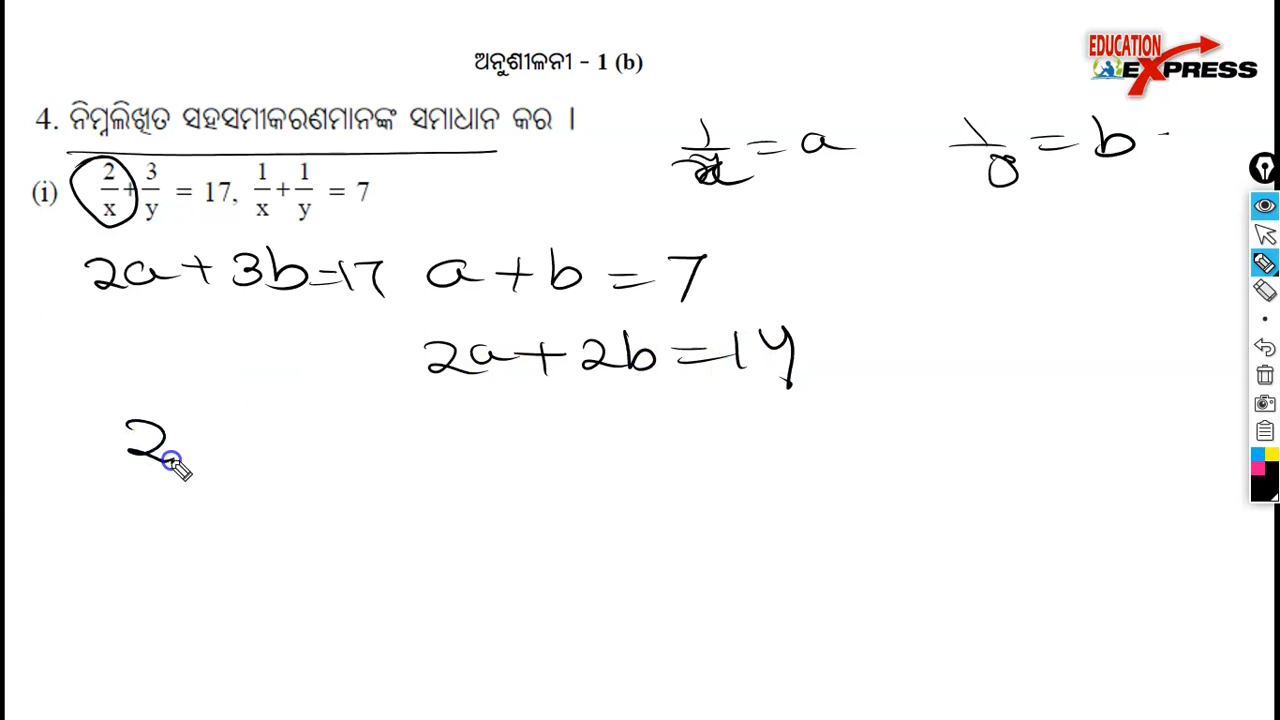 ଅନୁଶୀଳନୀ - 1 (b)
EDUCATION
EXPRESS
4. ନିମ୍ନଲିଖିତ ସହସମୀକରଣମାନଙ୍କ ସମାଧାନ କର ।
1/x = a 1/ = b
(i) 2/x + 3/y = 17, 1/x + 1/y = 7
2a + 3b = 17 a + b = 7
2a + 2b = 14
2